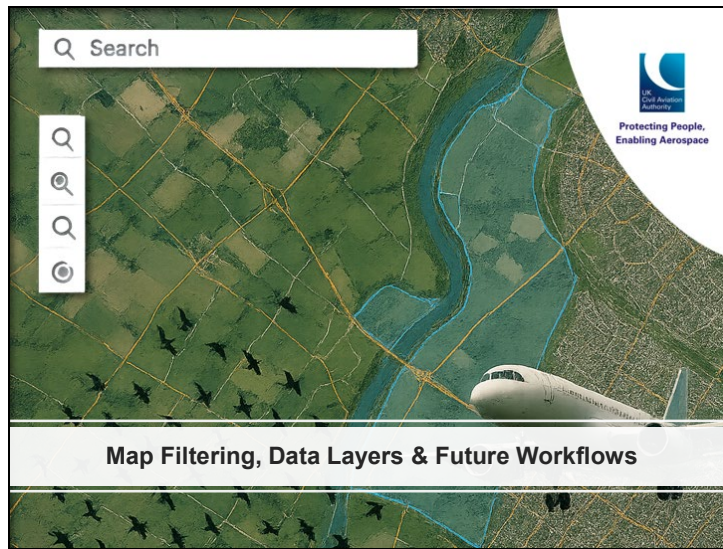 Search
UK
Civil Aviation
Authority
Protecting People,
Enabling Aerospace
Map Filtering, Data Layers & Future Workflows